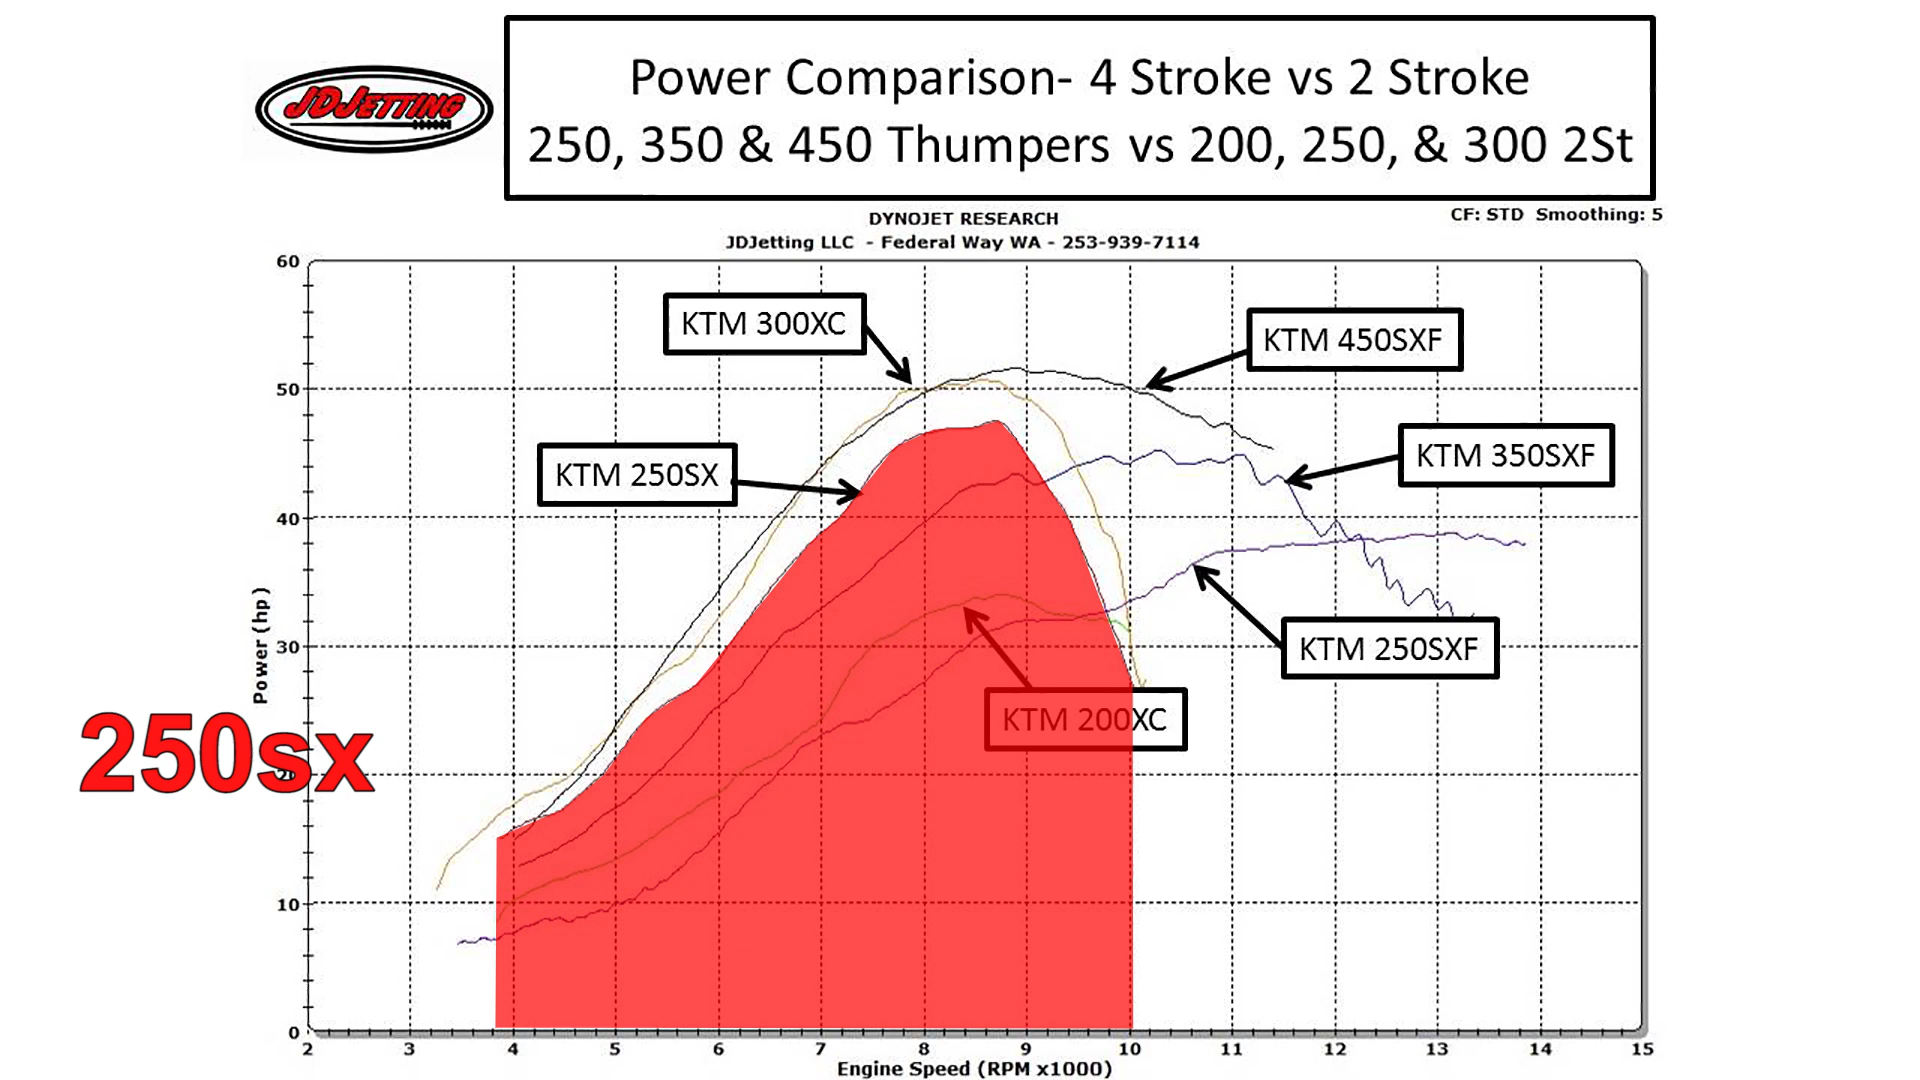 JDJETTING
Power Comparison- 4 Stroke vs 2 Stroke
250, 350 & 450 Thumpers vs 200, 250, & 300 2St
DYNOJET RESEARCH
CF: STD Smoothing: 5
JDJetting LLC - Federal Way WA - 253-939-7114
60
50
40
30
20
10
0
Power (hp)
KTM 300XC
KTM 450SXF
KTM 350SXF
KTM 250SX
KTM 250SXF
KTM 200XC
250sx
2 3 4 5 6 7 8 9 10 11 12 13 14 15
Engine Speed (RPM x1000)